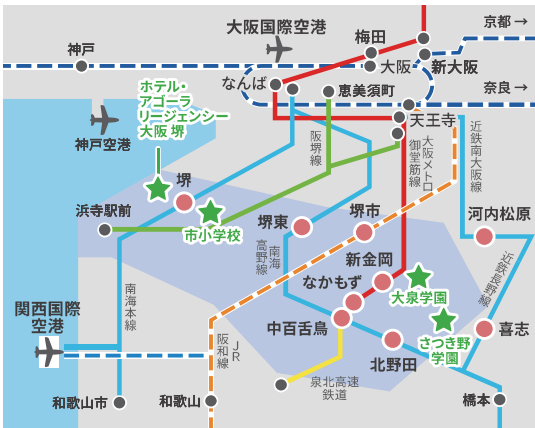 大阪国際空港
梅田
京都→
神戸
大阪
新大阪
なんば
恵美須町
奈良→
ホテル・
アゴーラ
リージェンシー
大阪 堺
神戸空港
天王寺
阪堺線
大阪メトロ
御堂筋線
近鉄南大阪線
堺
浜寺駅前
市小学校
堺東
堺市
河内松原
南海
高野線
新金岡
なかもず
大泉学園
近鉄長野線
南海本線
関西国際
空港
中百舌鳥
さつき野
学園
喜志
JR
阪和線
北野田
泉北高速
鉄道
和歌山市
和歌山
橋本